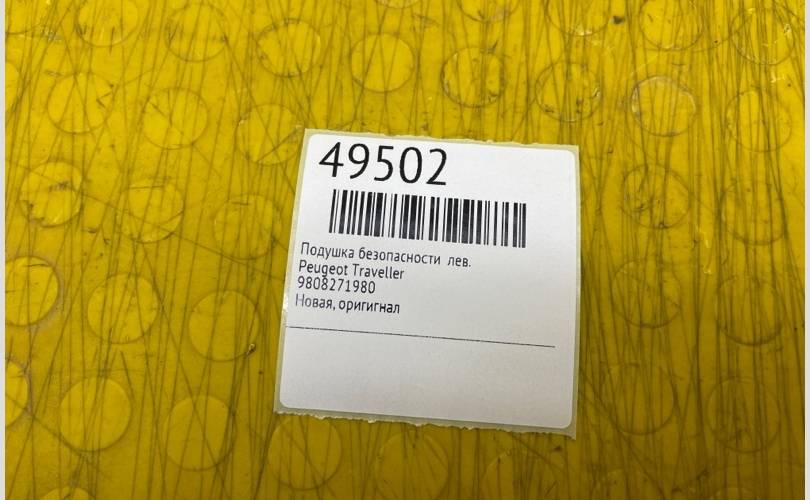 49502
Подушка безопасности лев.
Peugeot Traveller
9808271980
Новая, оригигнал